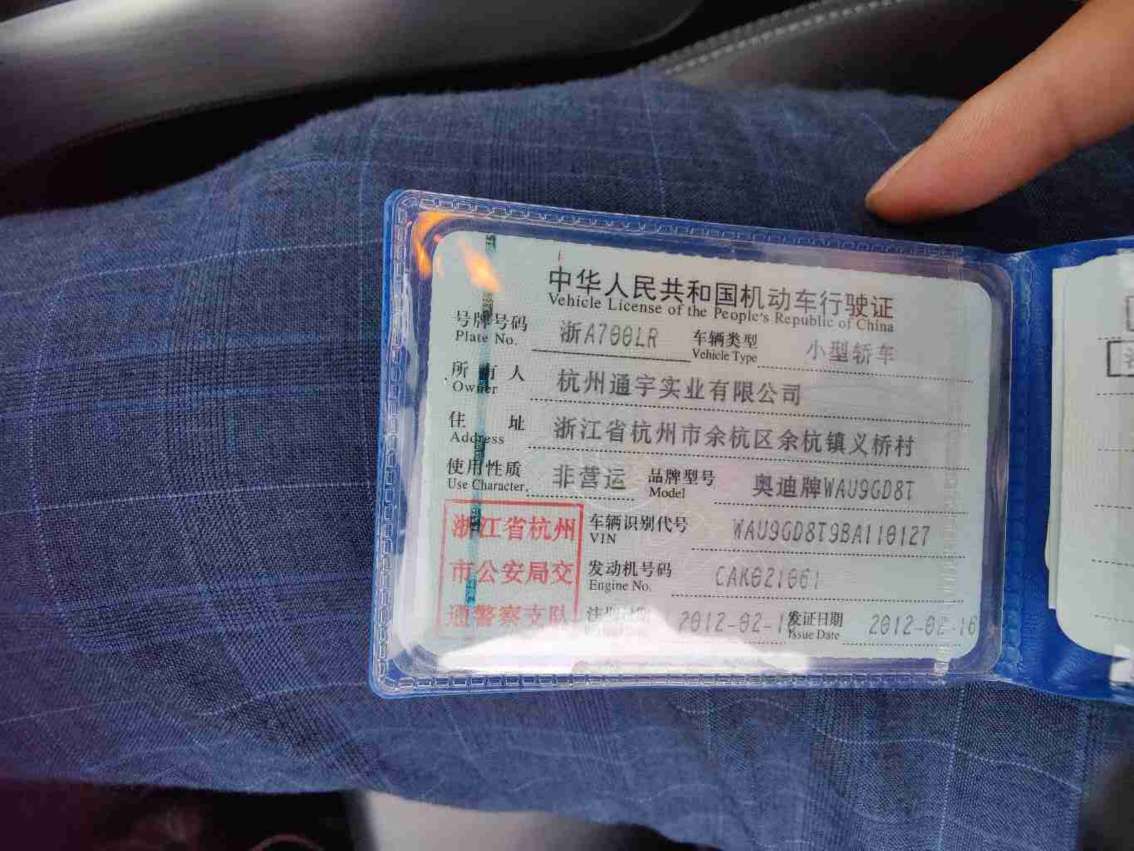 中华人民共和国机动车行驶证
Vehicle License of the People's Republic of China
号牌号码 浙A700LR 车辆类型 小型轿车
Plate No. Vehicle Type
所有人 杭州通宇实业有限公司
Owner
住址 浙江省杭州市余杭区余杭镇义桥村
Address
使用性质 非营运 品牌型号 奥迪牌WAU9GD8T
Use Character Model
浙江省杭州 车辆识别代号 WAU9GD8T9BA110127
VIN
市公安局交 发动机号码 CAK021061
Engine No.
通警察支队 注册日期 2012-02-1 发证日期 2012-02-16
Issue Date